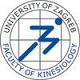 UNIVERSITY OF ZAGREB
FACULTY OF KINESIOLOGY